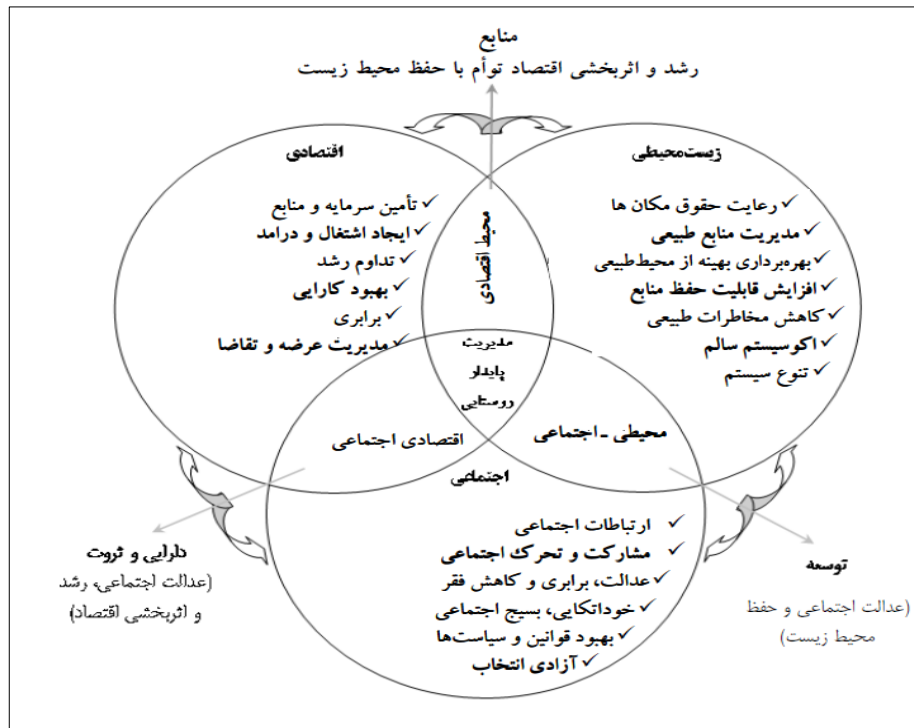 منابع
رشد و اثربخشی اقتصاد توأم با حفظ محیط زیست
زیست‌محیطی
✓ رعایت حقوق مکان ها
✓ مدیریت منابع طبیعی
✓ بهره‌برداری بهینه از محیط‌طبیعی
✓ افزایش قابلیت حفظ منابع
✓ کاهش مخاطرات طبیعی
✓ اکوسیستم سالم
✓ تنوع سیستم
اقتصادی
✓ تأمین سرمایه و منابع
✓ ایجاد اشتغال و درامد
✓ تداوم رشد
✓ بهبود کارایی
✓ برابری
✓ مدیریت عرضه و تقاضا
محیط اقتصادی
مدیریت
پایدار
روستایی
محیطی - اجتماعی
اقتصادی اجتماعی
اجتماعی
✓ ارتباطات اجتماعی
✓ مشارکت و تحرک اجتماعی
✓ عدالت، برابری و کاهش فقر
✓ خوداتکایی، بسیج اجتماعی
✓ بهبود قوانین و سیاست‌ها
✓ آزادی انتخاب
توسعه
(عدالت اجتماعی و حفظ
محیط زیست)
دارایی و ثروت
(عدالت اجتماعی، رشد
و اثربخشی اقتصاد)